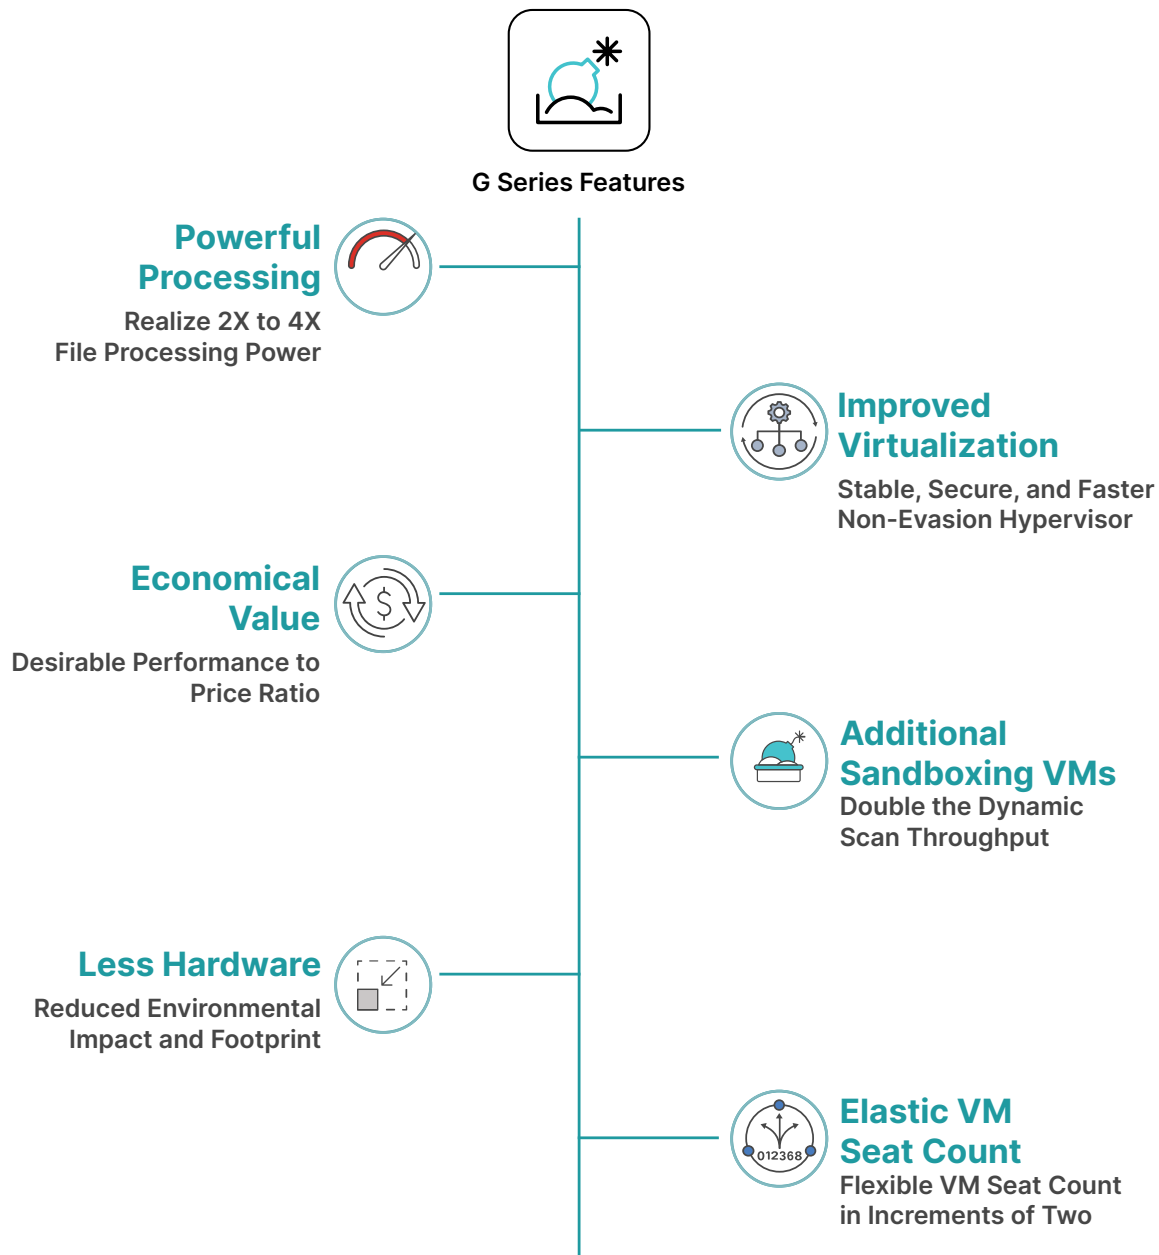 G Series Features
Powerful
Processing
Realize 2X to 4X
File Processing Power
Improved
Virtualization
Stable, Secure, and Faster
Non-Evasion Hypervisor
Economical
Value
Desirable Performance to
Price Ratio
$
Additional
Sandboxing VMs
Double the Dynamic
Scan Throughput
Less Hardware
Reduced Environmental
Impact and Footprint
012368
Elastic VM
Seat Count
Flexible VM Seat Count
in Increments of Two